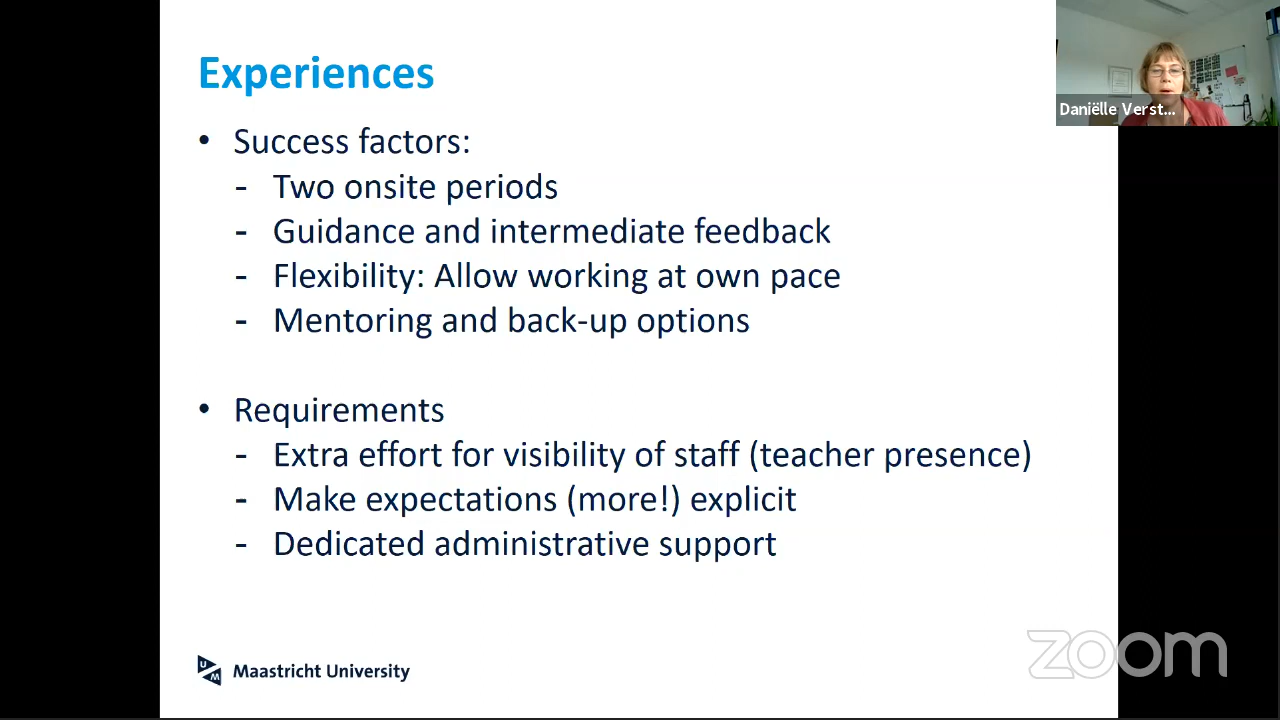 Experiences
• Success factors:
- Two onsite periods
- Guidance and intermediate feedback
- Flexibility: Allow working at own pace
- Mentoring and back-up options
• Requirements
- Extra effort for visibility of staff (teacher presence)
- Make expectations (more!) explicit
- Dedicated administrative support
UM
Maastricht University
Daniëlle Verst...
zoom